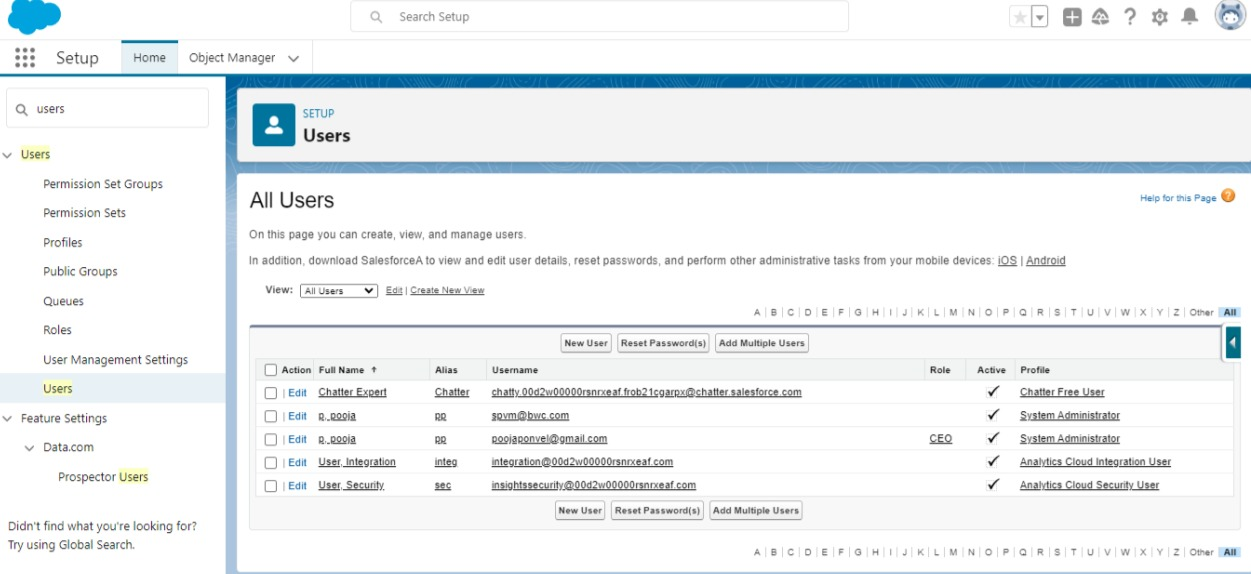 Search Setup
Setup Home Object Manager
users
SETUP
Users
Users
Permission Set Groups
Permission Sets
Profiles
Public Groups
Queues
Roles
User Management Settings
Users
Feature Settings
Data.com
Prospector Users
Didn't find what you're looking for?
Try using Global Search.
All Users
Help for this Page ?
On this page you can create, view, and manage users.
In addition, download SalesforceA to view and edit user details, reset passwords, and perform other administrative tasks from your mobile devices: iOS | Android
View: All Users Edit | Create New View
A | B | C | D | E | F | G | H | I | J | K | L | M | N | O | P | Q | R | S | T | U | V | W | X | Y | Z | Other All
New User Reset Password(s) Add Multiple Users
Action Full Name ↑ Alias Username Role Active Profile
| Edit Chatter Expert Chatter chatty.00d2w00000rsnrxeaf.frob21cgarpx@chatter.salesforce.com ✓ Chatter Free User
| Edit p, pooja pp spvm@bwc.com ✓ System Administrator
| Edit p, pooja pp poojaponvel@gmail.com CEO ✓ System Administrator
| Edit User, Integration integ integration@00d2w00000rsnrxeaf.com ✓ Analytics Cloud Integration User
| Edit User, Security sec insightssecurity@00d2w00000rsnrxeaf.com ✓ Analytics Cloud Security User
New User Reset Password(s) Add Multiple Users
A | B | C | D | E | F | G | H | I | J | K | L | M | N | O | P | Q | R | S | T | U | V | W | X | Y | Z | Other All